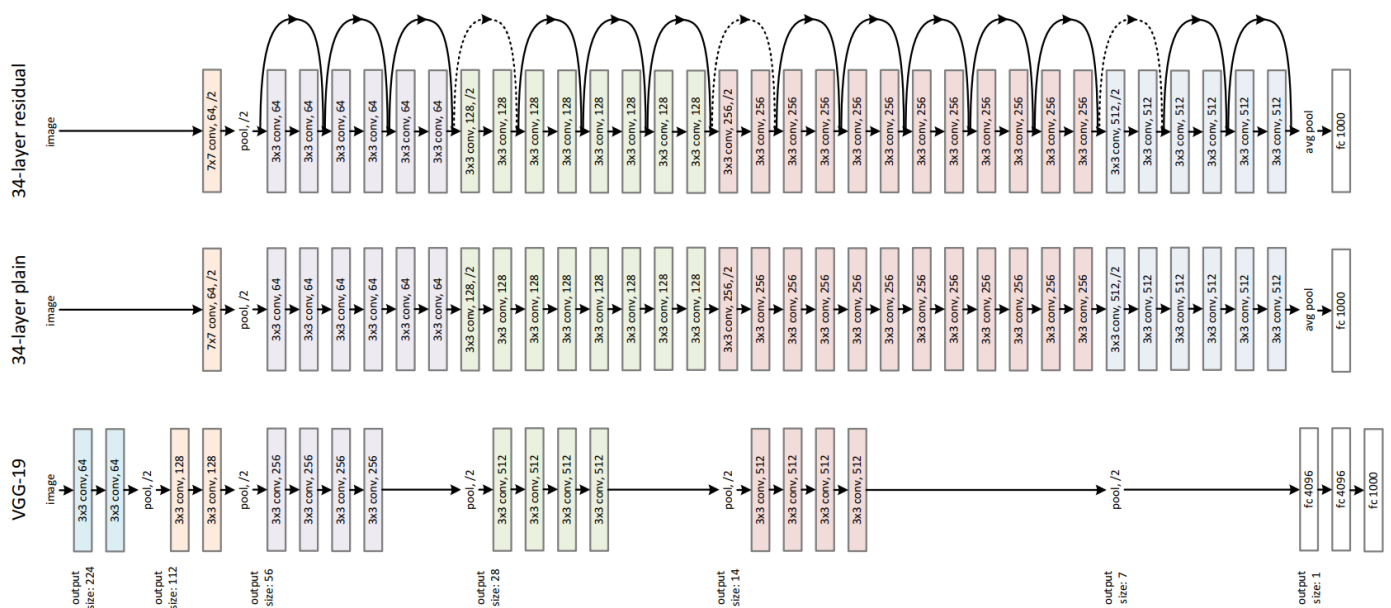 34-layer residual
image
7x7 conv, 64, /2
pool, /2
3x3 conv, 64
3x3 conv, 64
3x3 conv, 64
3x3 conv, 64
3x3 conv, 64
3x3 conv, 64
3x3 conv, 128, /2
3x3 conv, 128
3x3 conv, 128
3x3 conv, 128
3x3 conv, 128
3x3 conv, 128
3x3 conv, 128
3x3 conv, 128
3x3 conv, 256, /2
3x3 conv, 256
3x3 conv, 256
3x3 conv, 256
3x3 conv, 256
3x3 conv, 256
3x3 conv, 256
3x3 conv, 256
3x3 conv, 256
3x3 conv, 256
3x3 conv, 256
3x3 conv, 256
3x3 conv, 512, /2
3x3 conv, 512
3x3 conv, 512
3x3 conv, 512
3x3 conv, 512
3x3 conv, 512
avg pool
fc 1000
34-layer plain
image
7x7 conv, 64, /2
pool, /2
3x3 conv, 64
3x3 conv, 64
3x3 conv, 64
3x3 conv, 64
3x3 conv, 64
3x3 conv, 64
3x3 conv, 128, /2
3x3 conv, 128
3x3 conv, 128
3x3 conv, 128
3x3 conv, 128
3x3 conv, 128
3x3 conv, 128
3x3 conv, 128
3x3 conv, 256, /2
3x3 conv, 256
3x3 conv, 256
3x3 conv, 256
3x3 conv, 256
3x3 conv, 256
3x3 conv, 256
3x3 conv, 256
3x3 conv, 256
3x3 conv, 256
3x3 conv, 256
3x3 conv, 256
3x3 conv, 512, /2
3x3 conv, 512
3x3 conv, 512
3x3 conv, 512
3x3 conv, 512
3x3 conv, 512
avg pool
fc 1000
VGG-19
image
3x3 conv, 64
3x3 conv, 64
pool, /2
3x3 conv, 128
3x3 conv, 128
pool, /2
3x3 conv, 256
3x3 conv, 256
3x3 conv, 256
3x3 conv, 256
pool, /2
3x3 conv, 512
3x3 conv, 512
3x3 conv, 512
3x3 conv, 512
pool, /2
3x3 conv, 512
3x3 conv, 512
3x3 conv, 512
3x3 conv, 512
pool, /2
fc 4096
fc 4096
fc 1000
output
size: 224
output
size: 112
output
size: 56
output
size: 28
output
size: 14
output
size: 7
output
size: 1